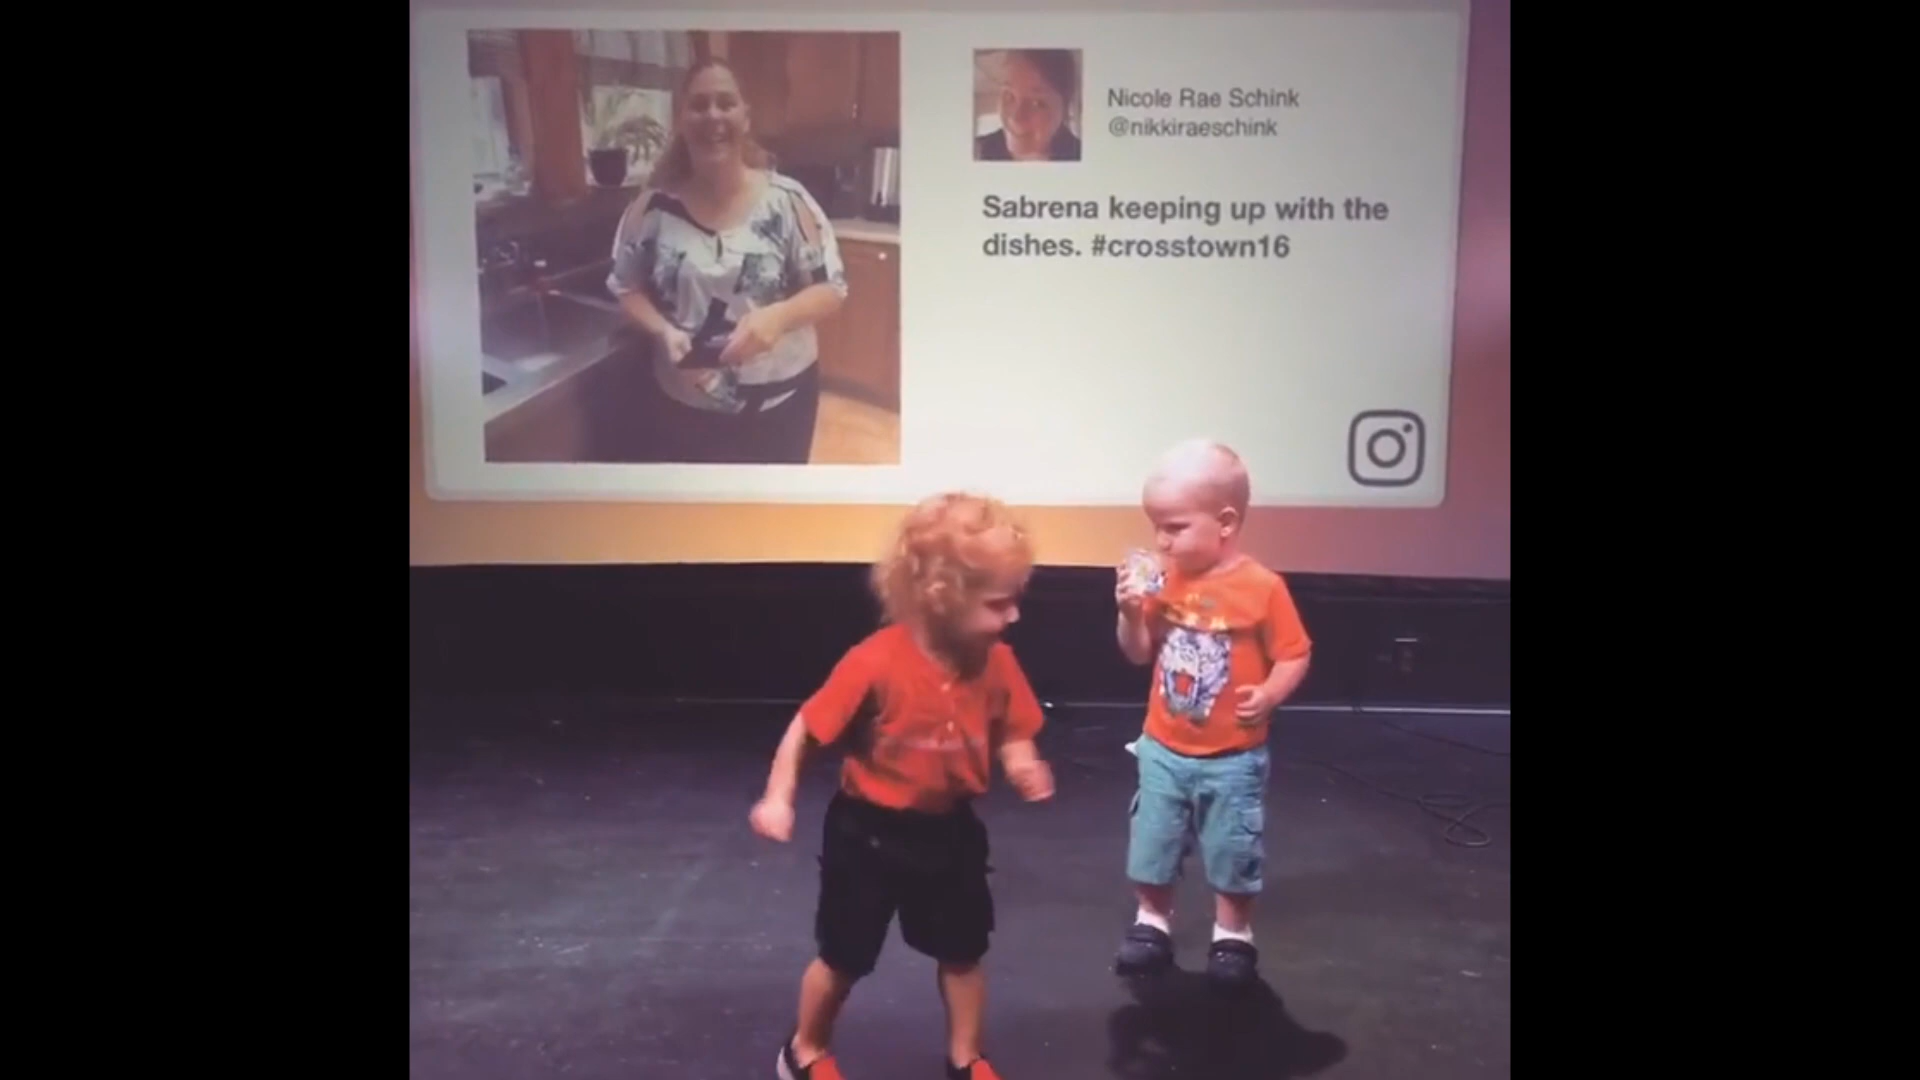 Nicole Rae Schink
@nikkiraeschink
Sabrena keeping up with the
dishes. #crosstown16